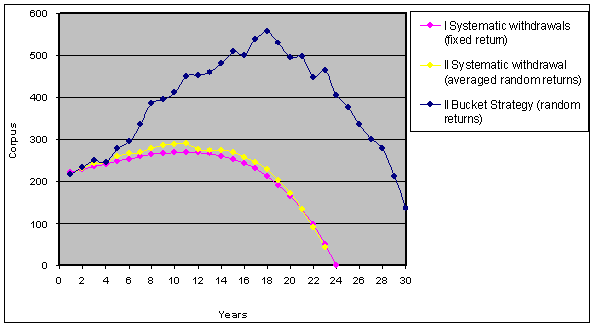 600
500
400
300
200
100
0
Corpus
0 2 4 6 8 10 12 14 16 18 20 22 24 26 28 30
Years
I Systematic withdrawals
(fixed return)
II Systematic withdrawal
(averaged random returns)
II Bucket Strategy (random
returns)